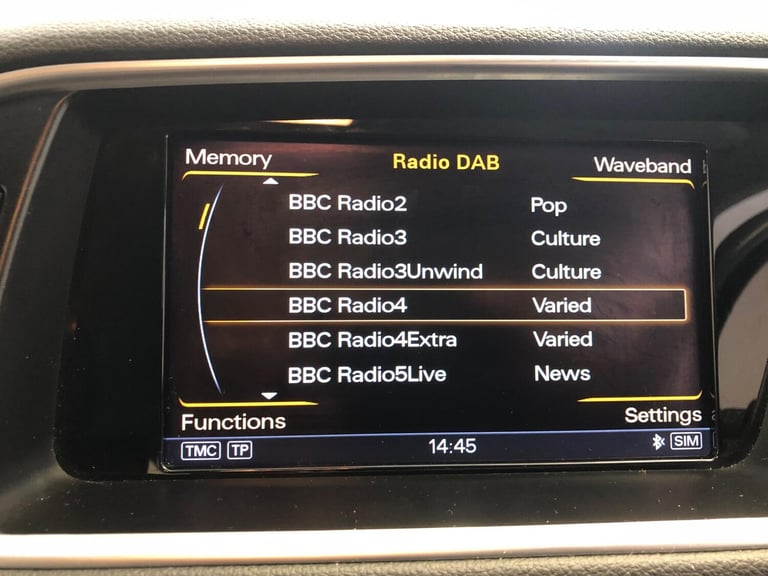 Memory Radio DAB Waveband
BBC Radio2 Pop
BBC Radio3 Culture
BBC Radio3Unwind Culture
BBC Radio4 Varied
BBC Radio4Extra Varied
BBC Radio5Live News
Functions Settings
TMC TP 14:45 SIM